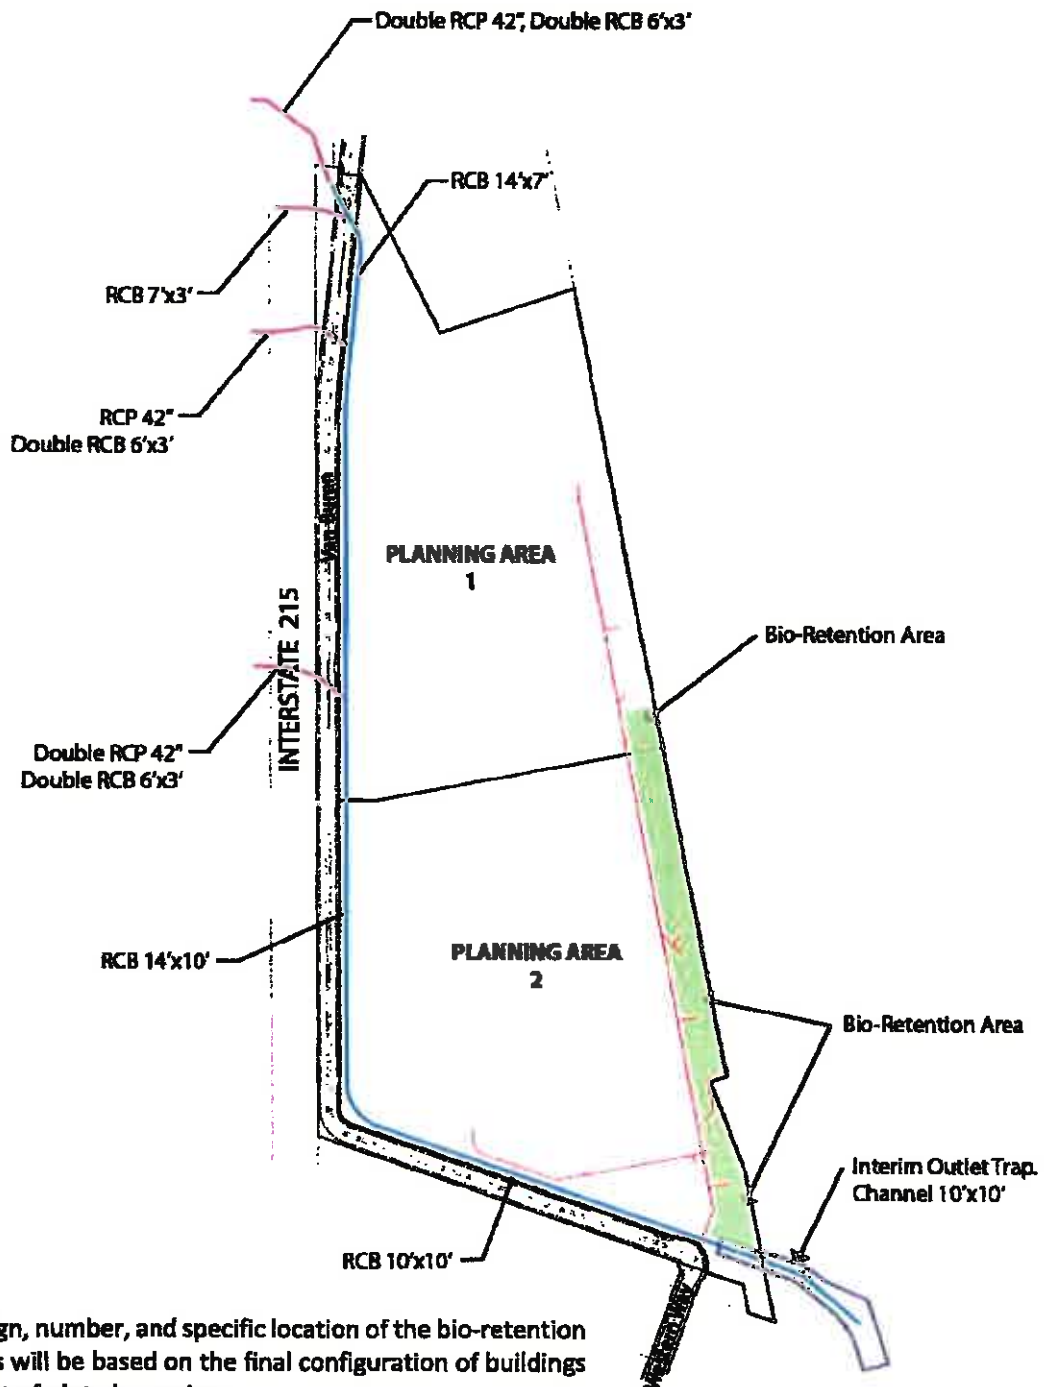 Double RCP 42", Double RCB 6'x3'
RCB 14'x7'
RCB 7'x3'
RCP 42"
Double RCB 6'x3'
Van Buren
PLANNING AREA
1
INTERSTATE 215
Bio-Retention Area
Double RCP 42"
Double RCB 6'x3'
RCB 14'x10'
PLANNING AREA
2
Bio-Retention Area
Interim Outlet Trap.
Channel 10'x10'
RCB 10'x10'
Way
gn, number, and specific location of the bio-retention
s will be based on the final configuration of buildings